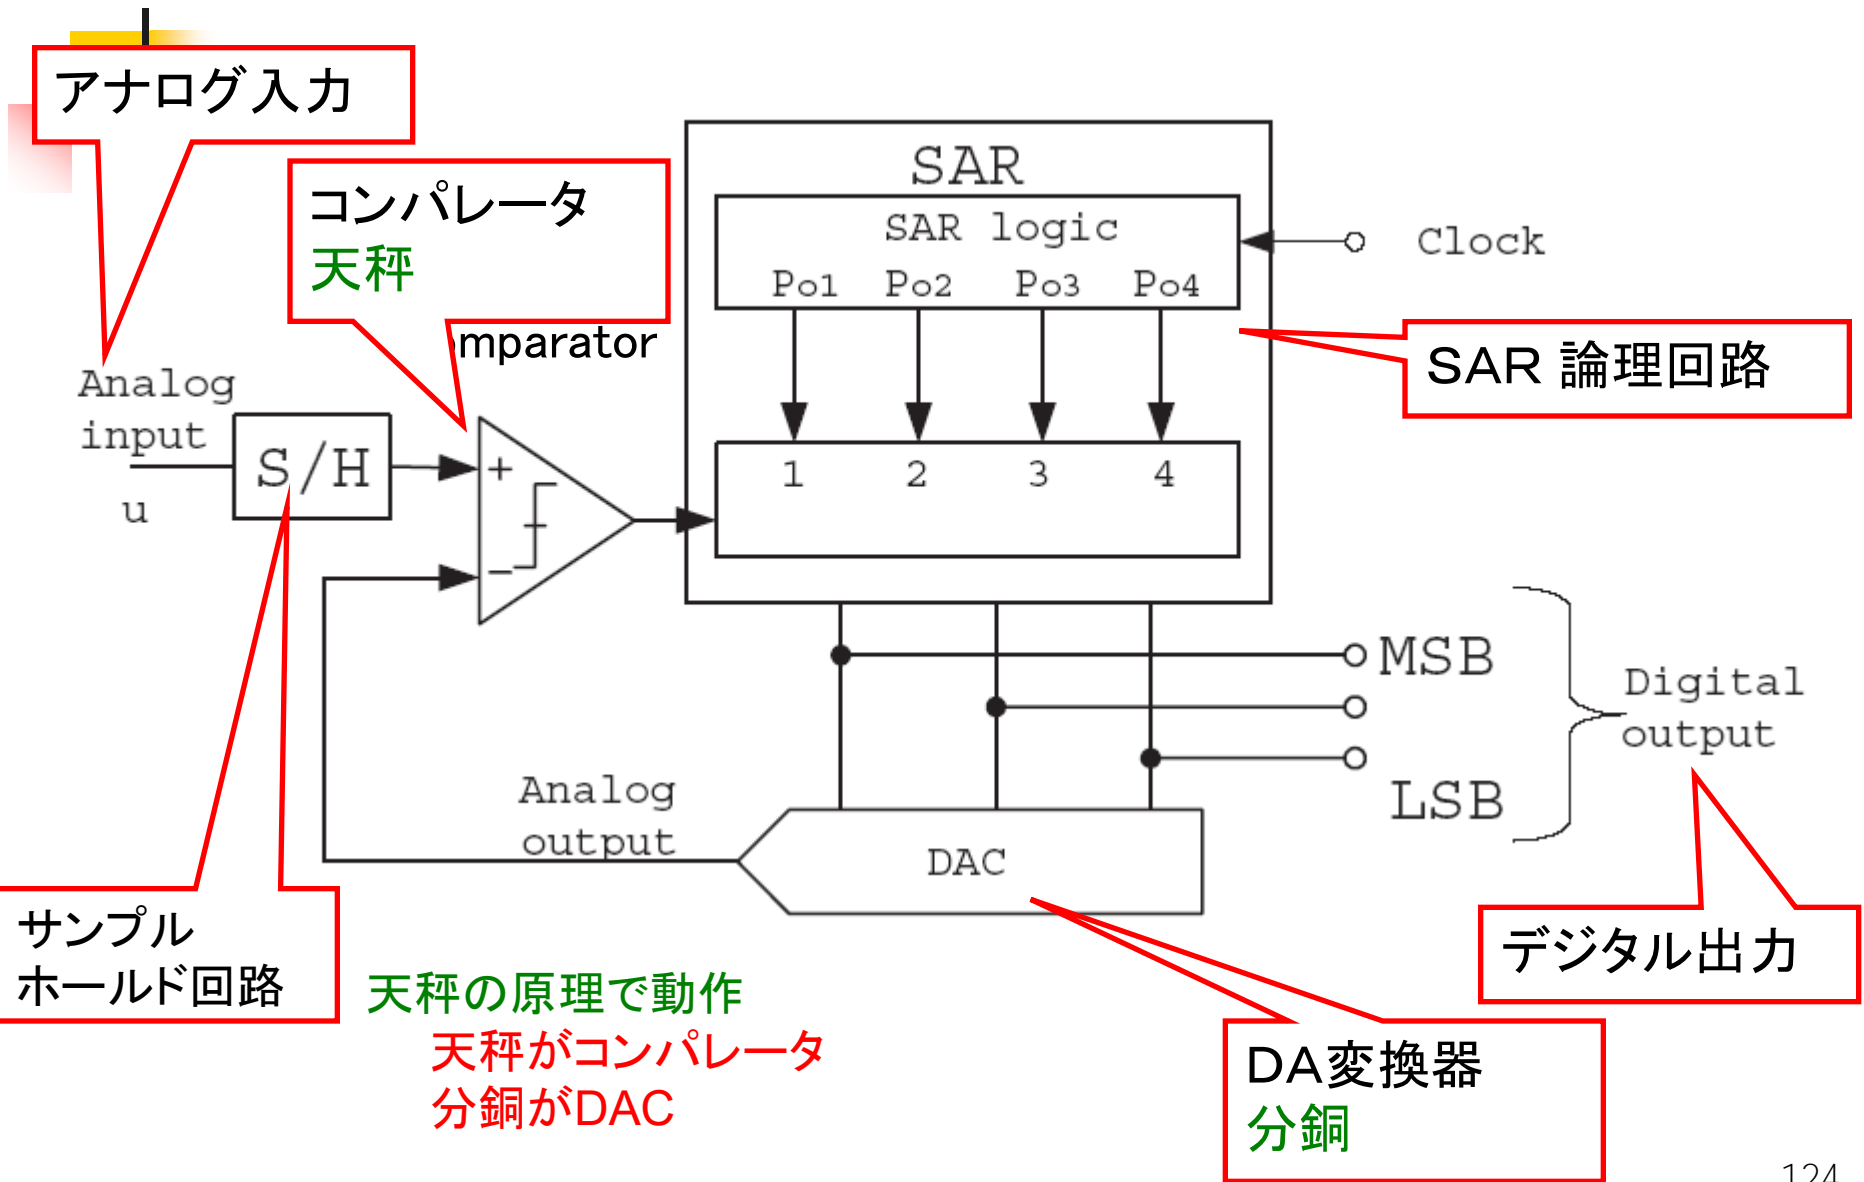 アナログ入力
コンパレータ
天秤
omparator
SAR
SAR logic
Po1 Po2 Po3 Po4
Clock
SAR 論理回路
Analog
input
u
S/H
+
−
1 2 3 4
MSB
LSB
Digital
output
Analog
output
DAC
サンプル
ホールド回路
天秤の原理で動作
天秤がコンパレータ
分銅がDAC
DA変換器
分銅
デジタル出力
124